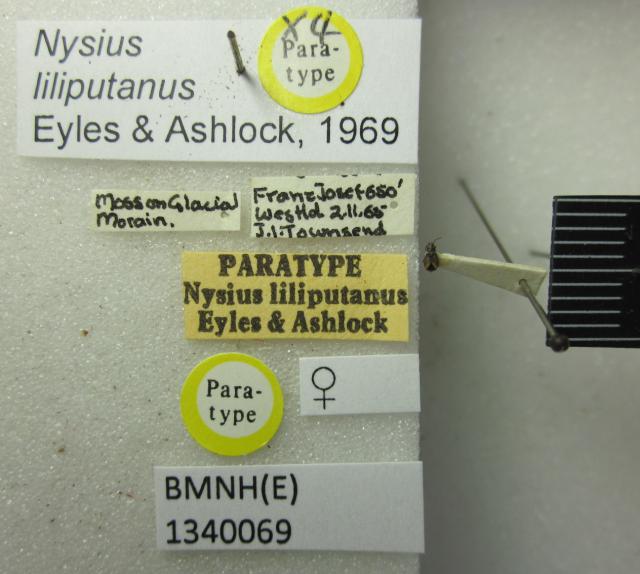 Nysius
liliputanus
Eyles & Ashlock, 1969
x4
Para-
type
Moss on Glacial
Morain.
Franz Josef 650'
Westld. 2.11.65
J.I. Townsend
PARATYPE
Nysius liliputanus
Eyles & Ashlock
Para-
type
♀
BMNH(E)
1340069